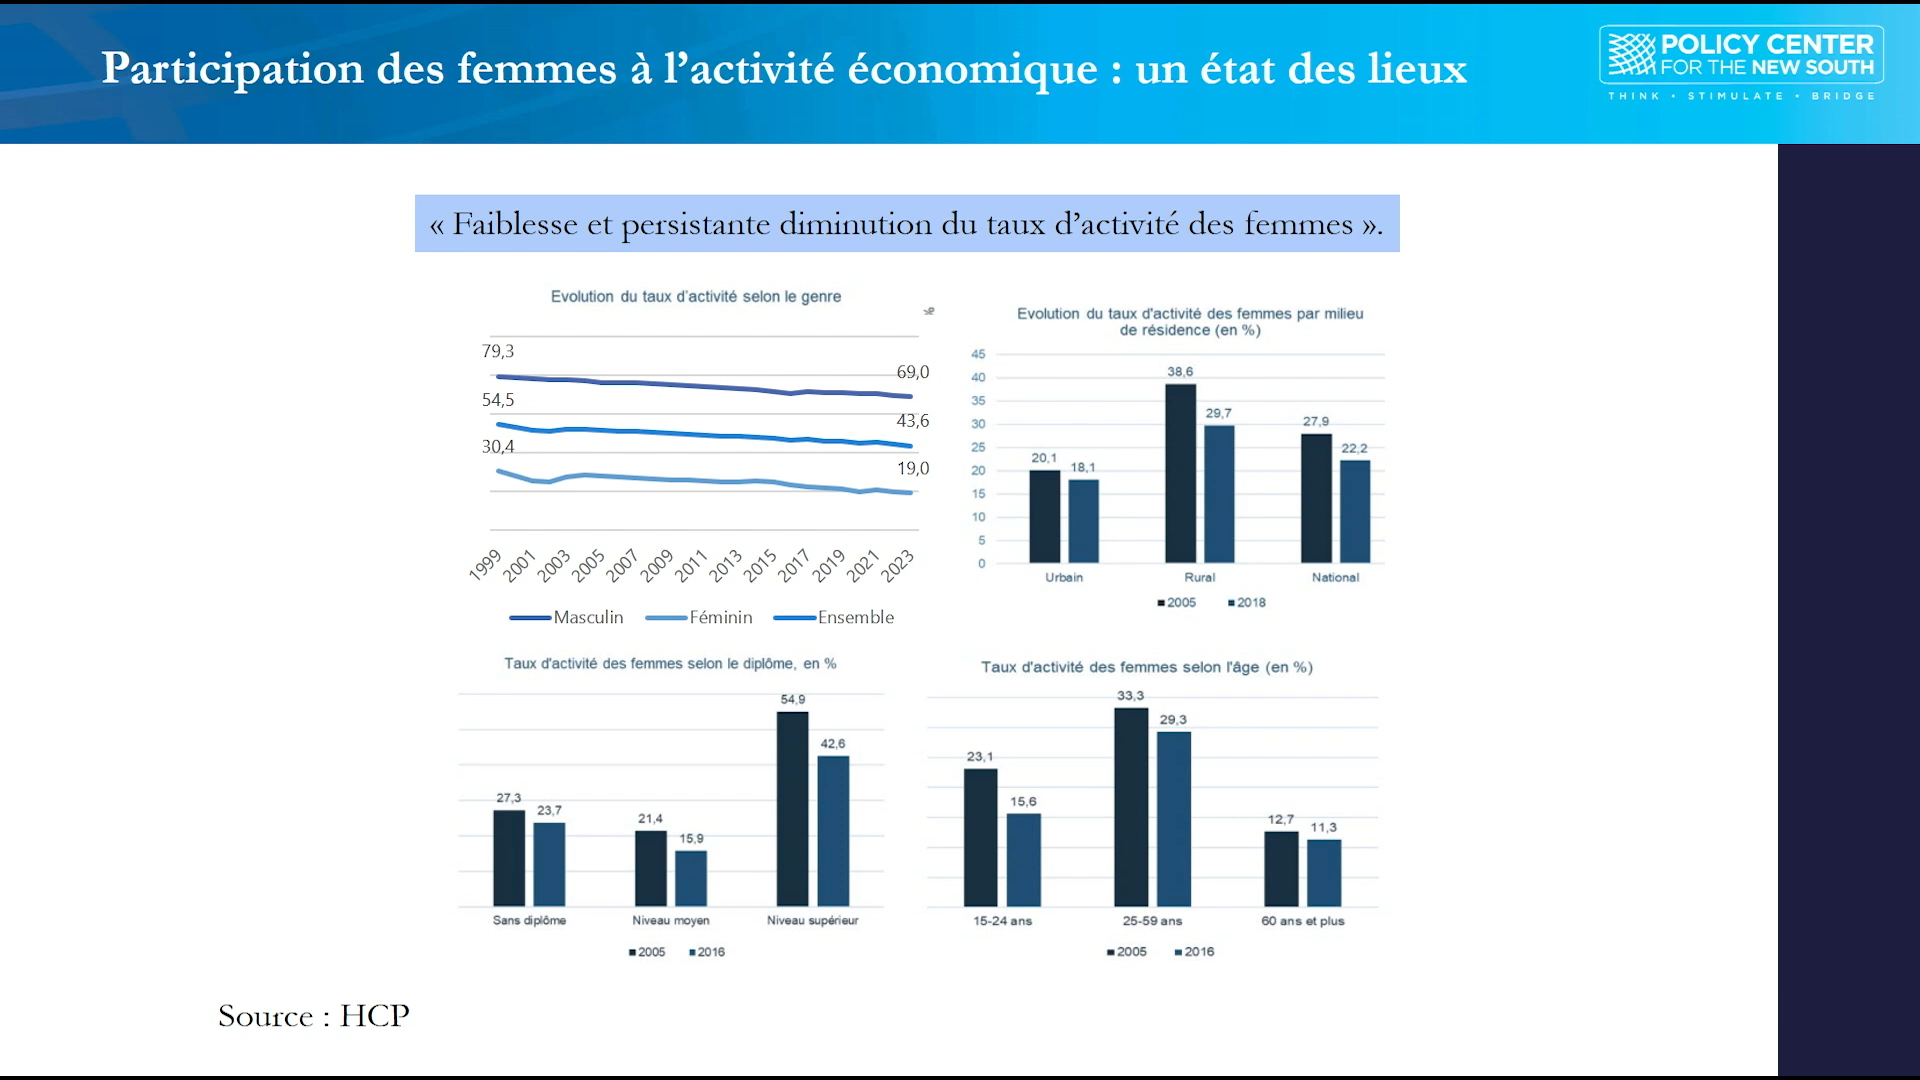 Participation des femmes à l’activité économique : un état des lieux
POLICY CENTER
FOR THE NEW SOUTH
THINK • STIMULATE • BRIDGE
« Faiblesse et persistante diminution du taux d’activité des femmes ».
Evolution du taux d'activité selon le genre
79,3
69,0
54,5
43,6
30,4
19,0
1999 2001 2003 2005 2007 2009 2011 2013 2015 2017 2019 2021 2023
Masculin Féminin Ensemble
Evolution du taux d'activité des femmes par milieu
de résidence (en %)
45
40
35
30
25
20
15
10
5
0
20,1 18,1 38,6 29,7 27,9 22,2
Urbain Rural National
2005 2018
Taux d'activité des femmes selon le diplôme, en %
27,3 23,7 21,4 15,9 54,9 42,6
Sans diplôme Niveau moyen Niveau supérieur
2005 2016
Taux d'activité des femmes selon l'âge (en %)
23,1 15,6 33,3 29,3 12,7 11,3
15-24 ans 25-59 ans 60 ans et plus
2005 2016
Source : HCP